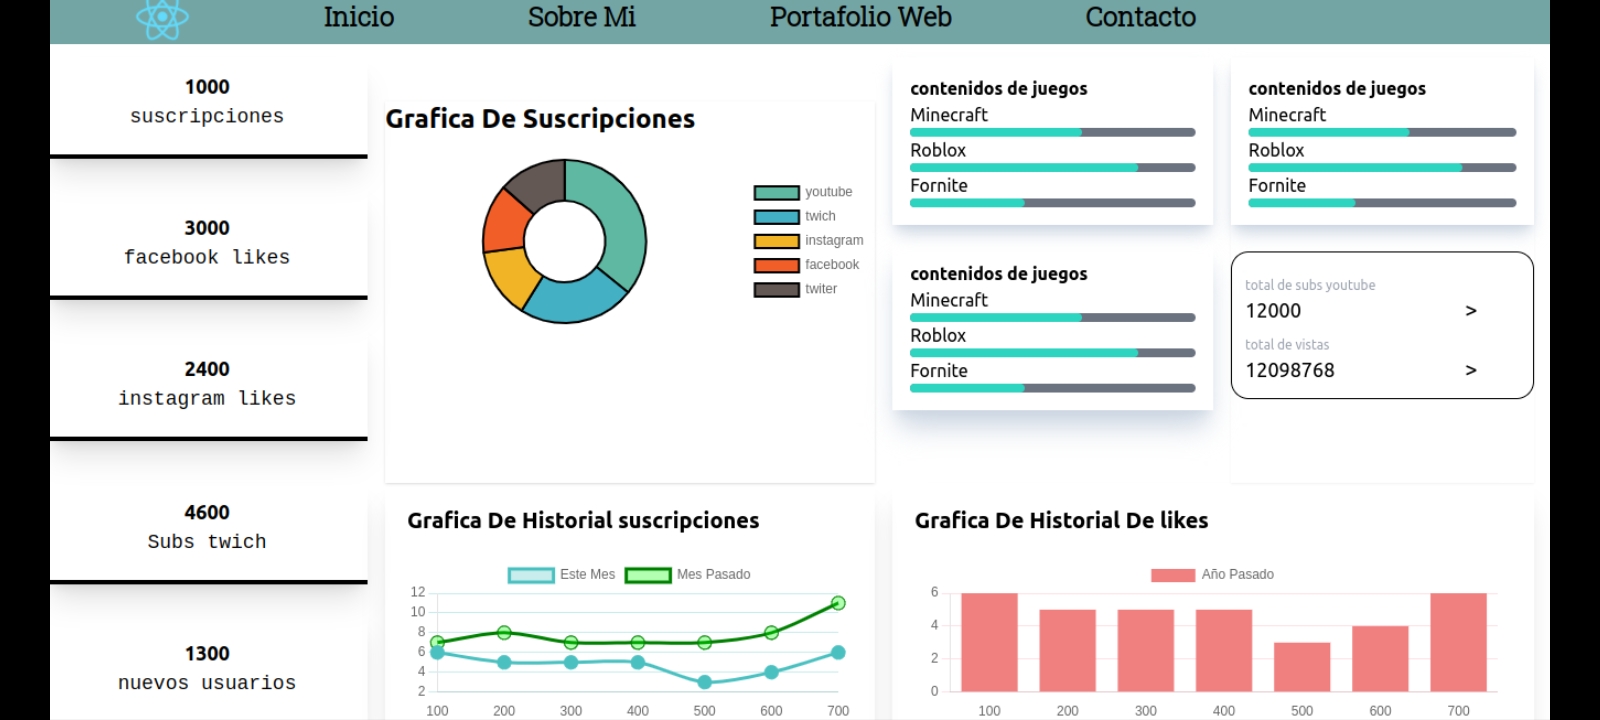 Inicio Sobre Mi Portafolio Web Contacto
1000
suscripciones
3000
facebook likes
2400
instagram likes
4600
Subs twich
1300
nuevos usuarios
Grafica De Suscripciones
youtube
twich
instagram
facebook
twiter
contenidos de juegos
Minecraft
Roblox
Fornite
contenidos de juegos
Minecraft
Roblox
Fornite
contenidos de juegos
Minecraft
Roblox
Fornite
total de subs youtube
12000 >
total de vistas
12098768 >
Grafica De Historial suscripciones
Este Mes Mes Pasado
12
10
8
6
4
2
100 200 300 400 500 600 700
Grafica De Historial De likes
Año Pasado
6
4
2
0
100 200 300 400 500 600 700